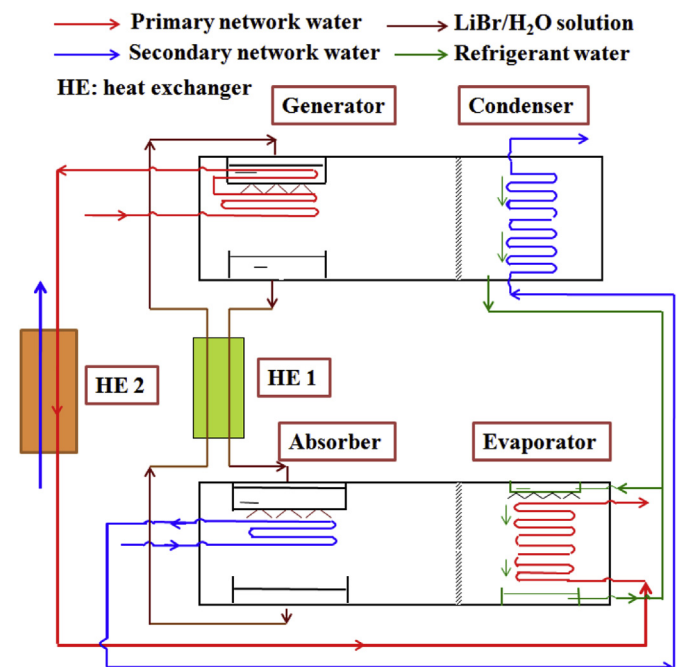 Primary network water
LiBr/H2O solution
Secondary network water
Refrigerant water
HE: heat exchanger
Generator
Condenser
HE 2
HE 1
Absorber
Evaporator